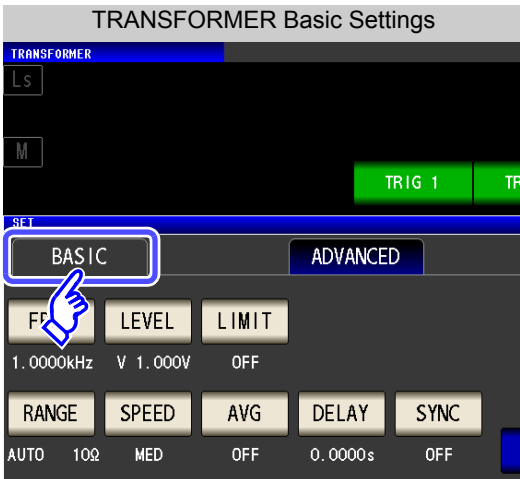 TRANSFORMER Basic Settings
TRANSFORMER
Ls
M
TRIG 1 TR
SET
BASIC ADVANCED
LEVEL LIMIT
1.0000kHz V 1.000V OFF
RANGE SPEED AVG DELAY SYNC
AUTO 10Ω MED OFF 0.0000s OFF